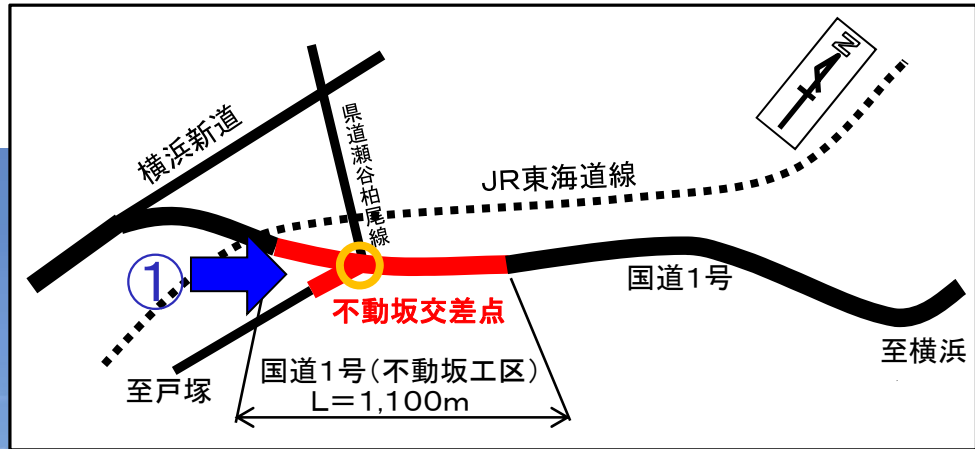 N
横浜新道
県道瀬谷柏尾線
JR東海道線
①
国道1号
不動坂交差点
至横浜
至戸塚
国道1号(不動坂工区)
L=1,100m